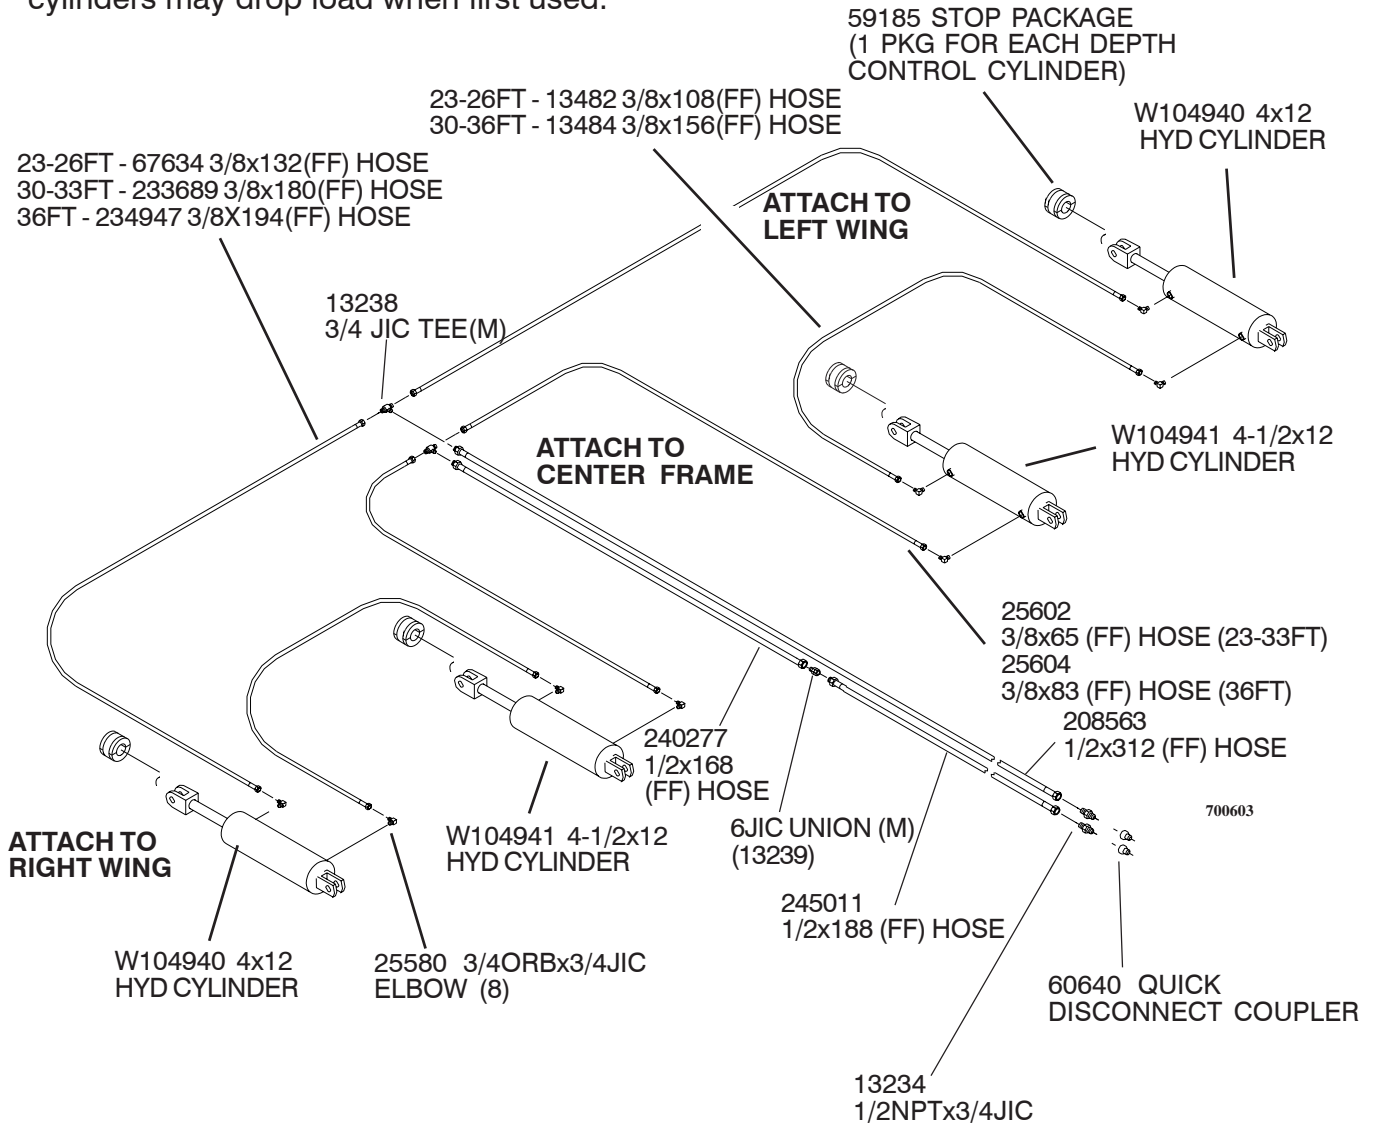 cylinders may drop load when first used.
59185 STOP PACKAGE
(1 PKG FOR EACH DEPTH
CONTROL CYLINDER)
23-26FT - 13482 3/8x108(FF) HOSE
30-36FT - 13484 3/8x156(FF) HOSE
W104940 4x12
HYD CYLINDER
23-26FT - 67634 3/8x132(FF) HOSE
30-33FT - 233689 3/8x180(FF) HOSE
36FT - 234947 3/8X194(FF) HOSE
ATTACH TO
LEFT WING
13238
3/4 JIC TEE(M)
ATTACH TO
CENTER FRAME
W104941 4-1/2x12
HYD CYLINDER
25602
3/8x65 (FF) HOSE (23-33FT)
25604
3/8x83 (FF) HOSE (36FT)
208563
1/2x312 (FF) HOSE
240277
1/2x168
(FF) HOSE
700603
6JIC UNION (M)
(13239)
W104941 4-1/2x12
HYD CYLINDER
ATTACH TO
RIGHT WING
245011
1/2x188 (FF) HOSE
W104940 4x12
HYD CYLINDER
25580 3/4ORBx3/4JIC
ELBOW (8)
60640 QUICK
DISCONNECT COUPLER
13234
1/2NPTx3/4JIC